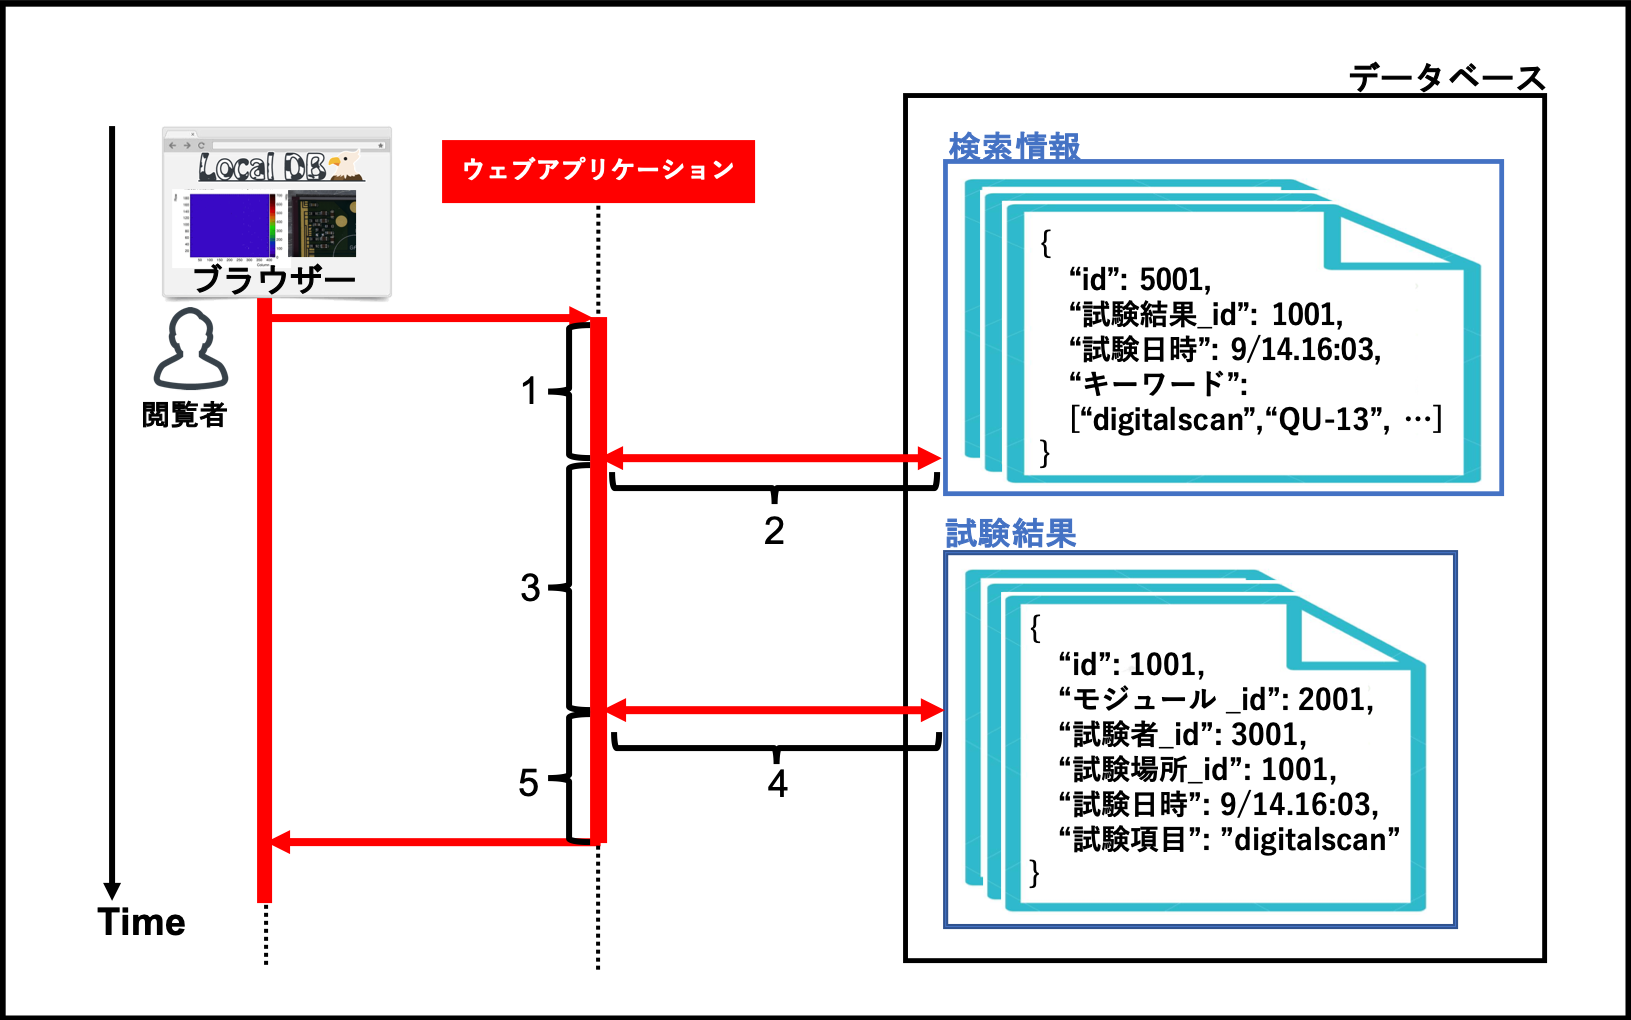 データベース
検索情報
Local DB
ウェブアプリケーション
ブラウザー
閲覧者
{
“id”: 5001,
“試験結果_id”: 1001,
“試験日時”: 9/14.16:03,
“キーワード”:
[“digitalscan”,“QU-13”, …]
}
1
2
試験結果
3
{
“id”: 1001,
“モジュール _id”: 2001,
“試験者_id”: 3001,
“試験場所_id”: 1001,
“試験日時”: 9/14.16:03,
“試験項目”: ”digitalscan”
}
4
5
Time